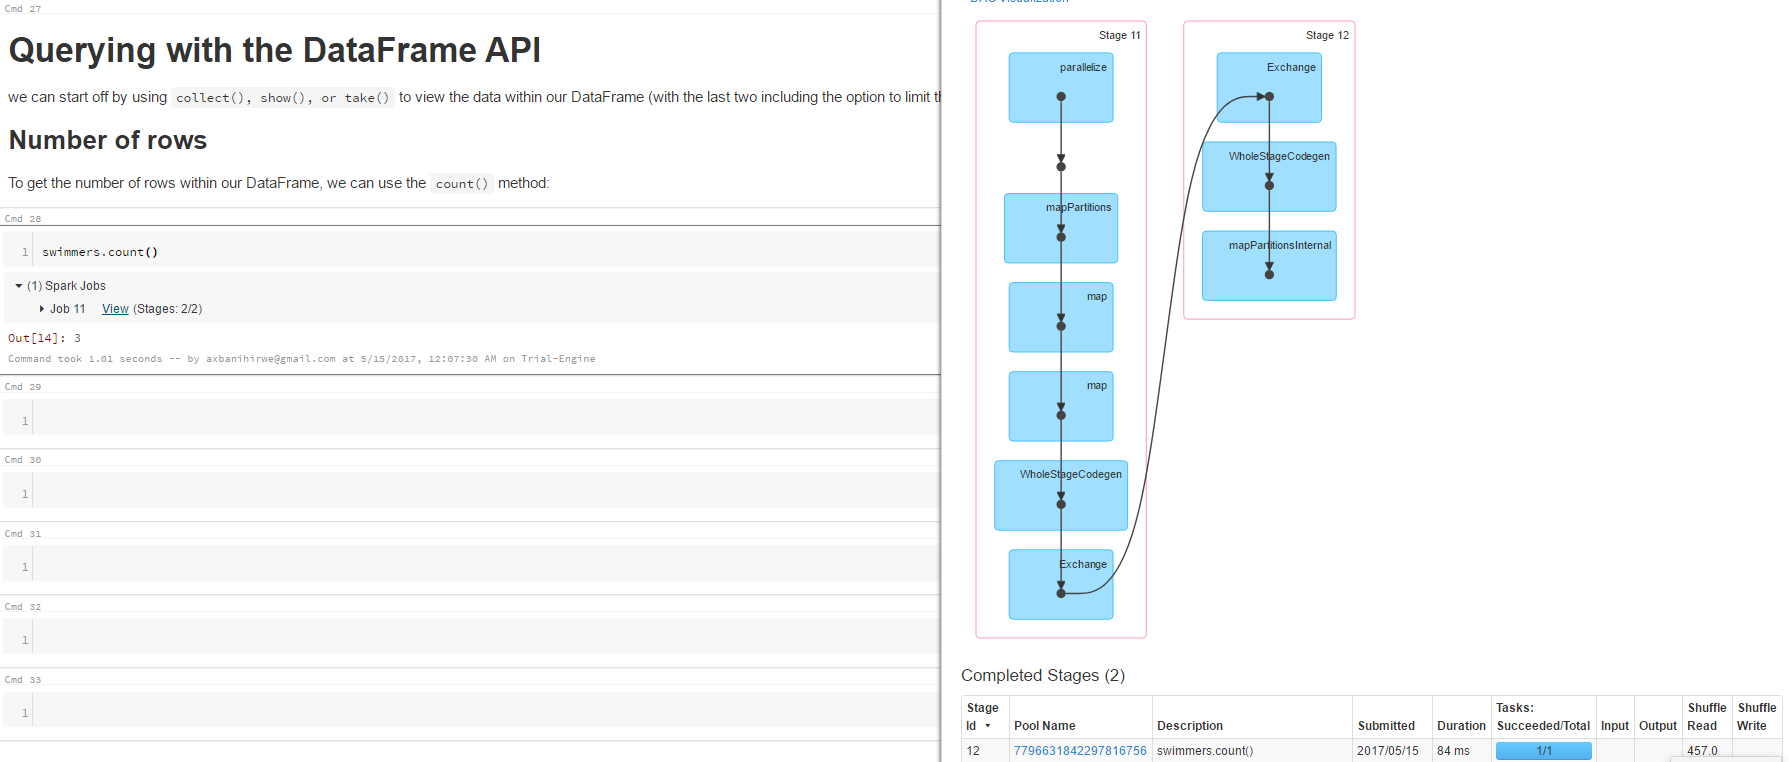 Cmd 27
Querying with the DataFrame API
we can start off by using collect(), show(), or take() to view the data within our DataFrame (with the last two including the option to limit
Number of rows
To get the number of rows within our DataFrame, we can use the count() method:
Cmd 28
1 swimmers.count()
(1) Spark Jobs
Job 11 View (Stages: 2/2)
Out[14]: 3
Command took 1.01 seconds -- by axbanihirwe@gmail.com at 5/15/2017, 12:07:30 AM on Trial-Engine
Cmd 29
1
Cmd 30
1
Cmd 31
1
Cmd 32
1
Cmd 33
1
Stage 11
parallelize
mapPartitions
map
map
WholeStageCodegen
Exchange
Stage 12
Exchange
WholeStageCodegen
mapPartitionsInternal
Completed Stages (2)
Stage Id Pool Name Description Submitted Duration Tasks: Succeeded/Total Input Output Shuffle Read Shuffle Write
12 7796631842297816756 swimmers.count() 2017/05/15 84 ms 1/1 457.0